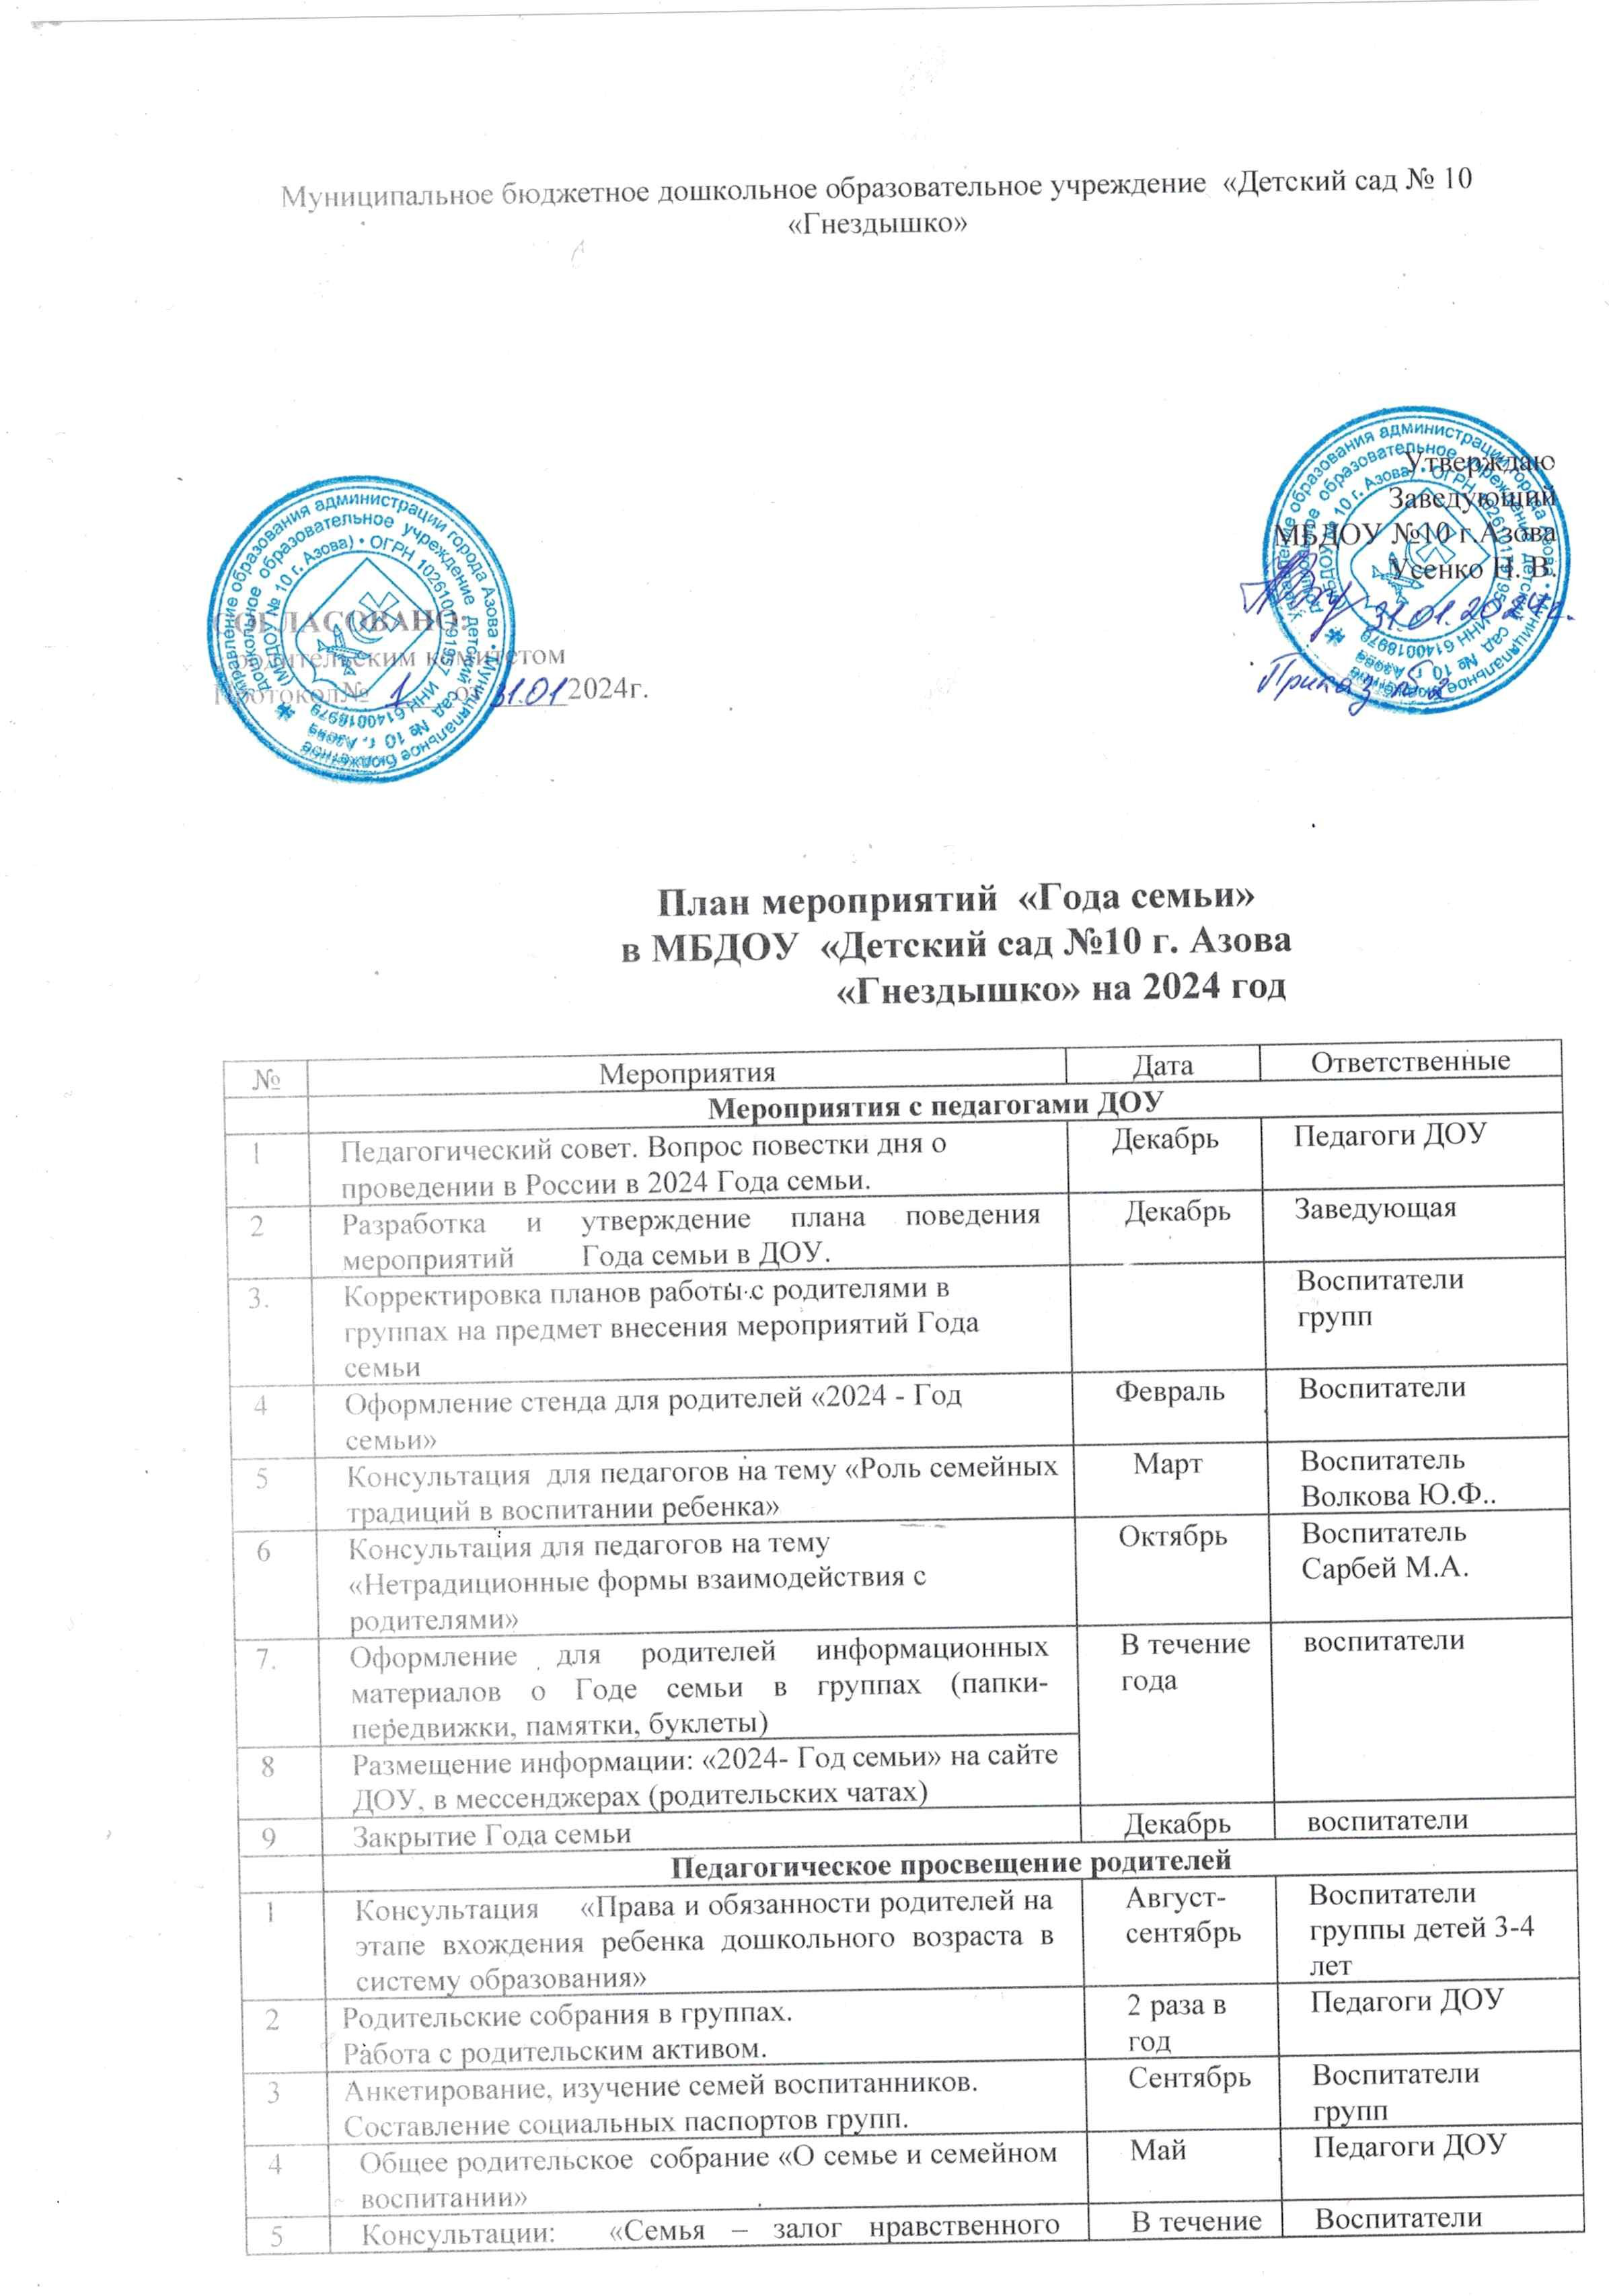 Муниципальное бюджетное дошкольное образовательное учреждение «Детский сад № 10
«Гнездышко»
Утверждаю
Заведующий
МБДОУ №10 г.Азова
Усенко Н. В.
31.01.2024г.
Приказ № 2
СОГЛАСОВАНО:
комитетом
Протокол№ 1 от 31.01 2024г.
План мероприятий «Года семьи»
в МБДОУ «Детский сад №10 г. Азова
«Гнездышко» на 2024 год
№ Мероприятия Дата Ответственные
Мероприятия с педагогами ДОУ
1 Педагогический совет. Вопрос повестки дня о Декабрь Педагоги ДОУ
проведении в России в 2024 Года семьи.
2 Разработка и утверждение плана поведения Декабрь Заведующая
мероприятий Года семьи в ДОУ.
3. Корректировка планов работы с родителями в Воспитатели
группах на предмет внесения мероприятий Года групп
семьи
4 Оформление стенда для родителей «2024 - Год Февраль Воспитатели
семьи»
5 Консультация для педагогов на тему «Роль семейных Март Воспитатель
традиций в воспитании ребенка» Волкова Ю.Ф..
6 Консультация для педагогов на тему Октябрь Воспитатель
«Нетрадиционные формы взаимодействия с Сарбей М.А.
родителями»
7. Оформление для родителей информационных В течение воспитатели
материалов о Годе семьи в группах (папки- года
передвижки, памятки, буклеты)
8 Размещение информации: «2024- Год семьи» на сайте
ДОУ, в мессенджерах (родительских чатах)
9 Закрытие Года семьи Декабрь воспитатели
Педагогическое просвещение родителей
1 Консультация «Права и обязанности родителей на Август- Воспитатели
этапе вхождения ребенка дошкольного возраста в сентябрь группы детей 3-4
систему образования» лет
2 Родительские собрания в группах. 2 раза в Педагоги ДОУ
Работа с родительским активом. год
3 Анкетирование, изучение семей воспитанников. Сентябрь Воспитатели
Составление социальных паспортов групп. групп
4 Общее родительское собрание «О семье и семейном Май Педагоги ДОУ
воспитании»
5 Консультации: «Семья – залог нравственного В течение Воспитатели